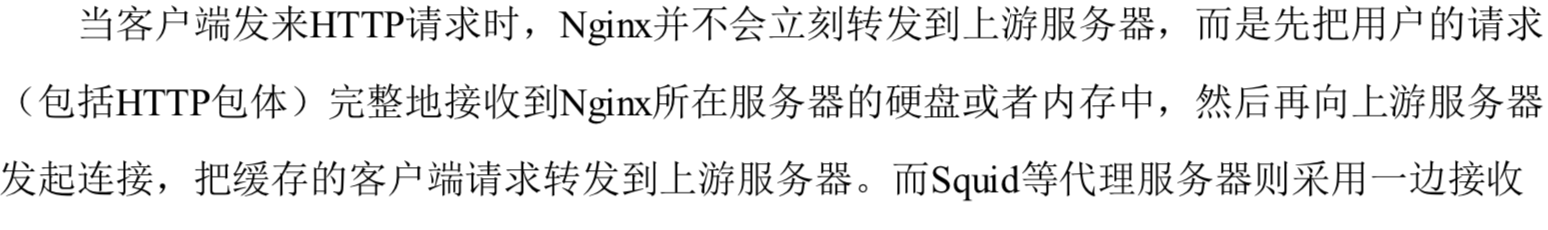 当客户端发来HTTP请求时，Nginx并不会立刻转发到上游服务器，而是先把用户的请求
（包括HTTP包体）完整地接收到Nginx所在服务器的硬盘或者内存中，然后再向上游服务器
发起连接，把缓存的客户端请求转发到上游服务器。而Squid等代理服务器则采用一边接收